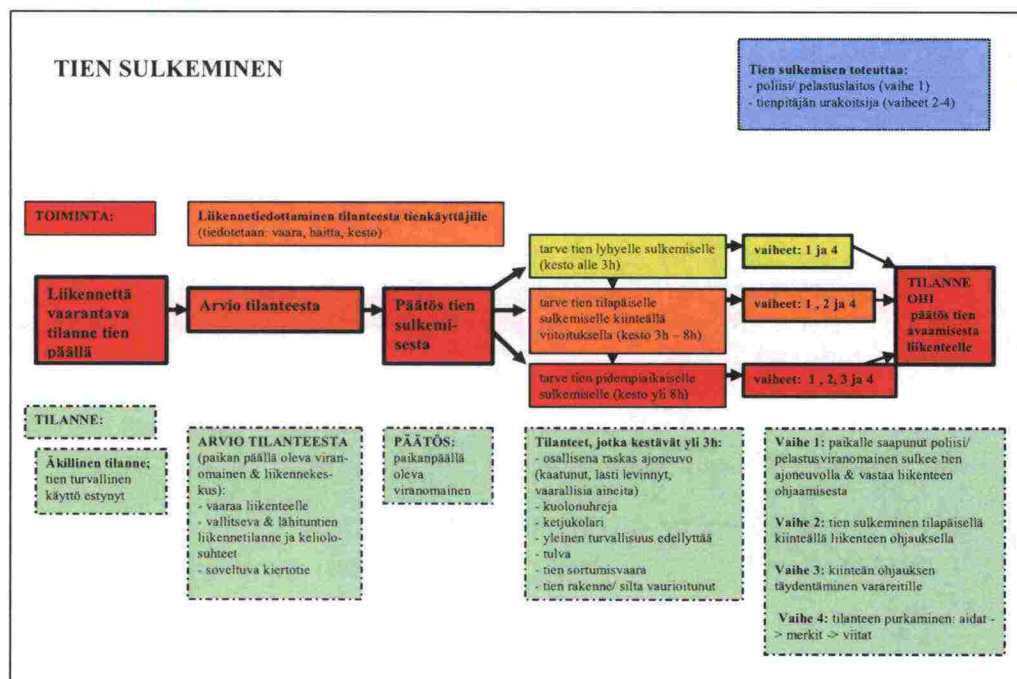 TIEN SULKEMINEN
Tien sulkemisen toteuttaa:
- poliisi/ pelastuslaitos (vaihe 1)
- tienpitäjän urakoitsija (vaiheet 2-4)
TOIMINTA:
Liikennetiedottaminen tilanteesta tienkäyttäjille
(tiedotetaan: vaara, haitta, kesto)
Liikennettä
vaarantava
tilanne tien
päällä
Arvio tilanteesta
Päätös tien
sulkemi-
sesta
tarve tien lyhyelle sulkemiselle
(kesto alle 3h)
vaiheet: 1 ja 4
tarve tien tilapäiselle
sulkemiselle kiinteällä
viitoituksella (kesto 3h – 8h)
vaiheet: 1 , 2 ja 4
tarve tien pidempiaikaiselle
sulkemiselle (kesto yli 8h)
vaiheet: 1 , 2, 3 ja 4
TILANNE
OHI
päätös tien
avaamisesta
liikenteelle
TILANNE:
Äkillinen tilanne;
tien turvallinen
käyttö estynyt
ARVIO TILANTEESTA
(paikan päällä oleva viran-
omainen & liikennekes-
kus):
- vaaraa liikenteelle
- vallitseva & lähituntien
liikennetilanne ja keliolo-
suhteet
- soveltuva kiertotie
PÄÄTÖS:
paikanpäällä
oleva
viranomainen
Tilanteet, jotka kestävät yli 3h:
- osallisena raskas ajoneuvo
(kaatunut, lasti levinnyt,
vaarallisia aineita)
- kuolonuhreja
- ketjukolari
- yleinen turvallisuus edellyttää
- tulva
- tien sortumisvaara
- tien rakenne/ silta vaurioitunut
Vaihe 1: paikalle saapunut poliisi/
pelastusviranomainen sulkee tien
ajoneuvolla & vastaa liikenteen
ohjaamisesta
Vaihe 2: tien sulkeminen tilapäisellä
kiinteällä liikenteen ohjauksella
Vaihe 3: kiinteän ohjauksen
täydentäminen varareitille
Vaihe 4: tilanteen purkaminen: aidat -
> merkit -> viitat